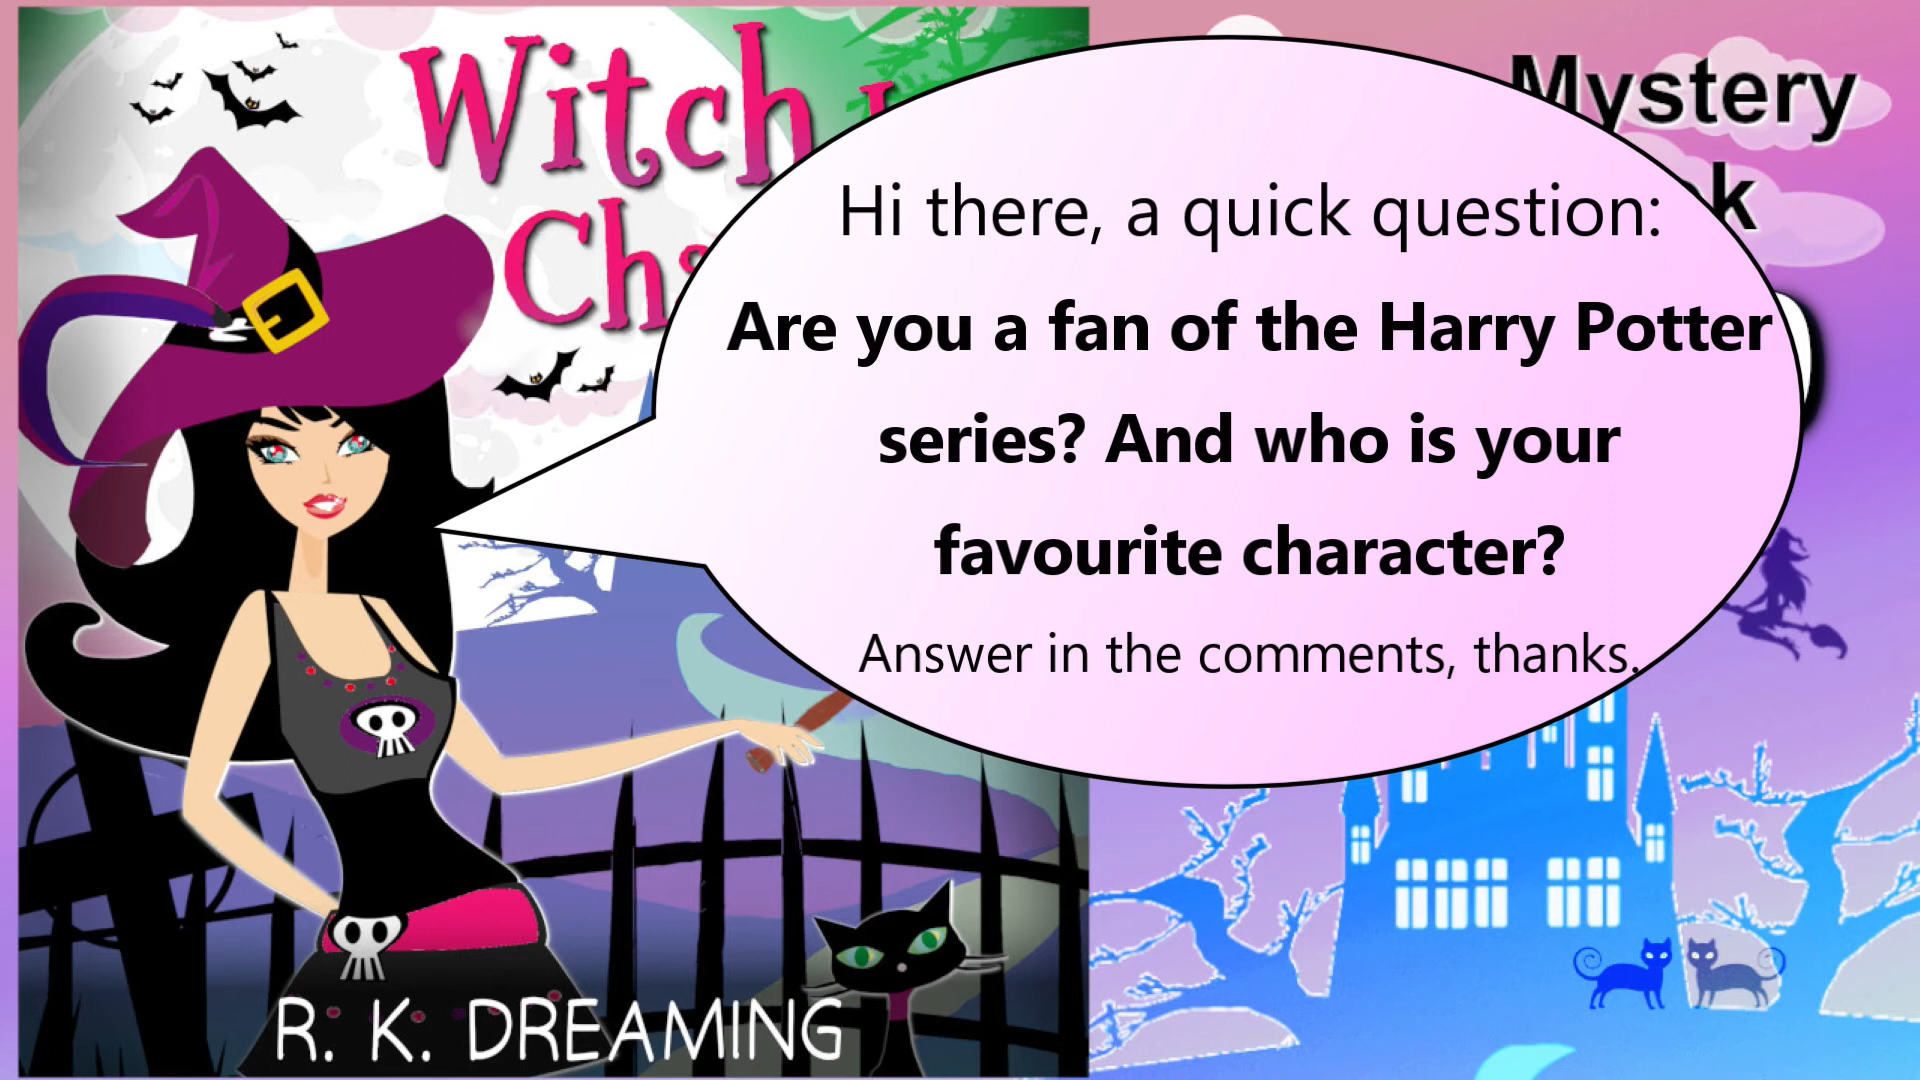 Witch
Cha
Mystery
Hi there, a quick question:
Are you a fan of the Harry Potter
series? And who is your
favourite character?
Answer in the comments, thanks.
R. K. DREAMING